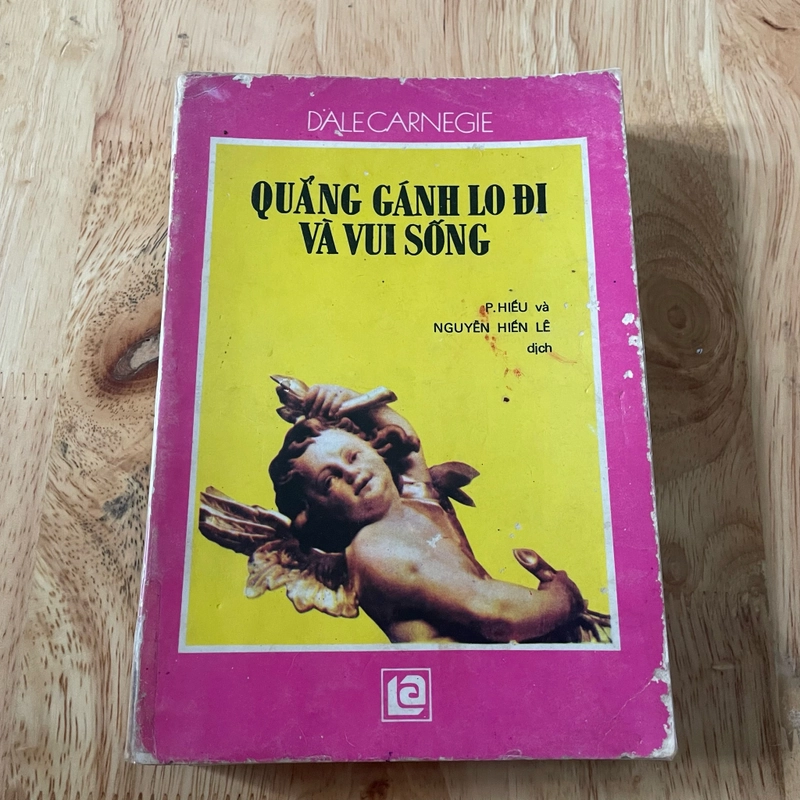 DALE CARNEGIE
QUẲNG GÁNH LO ĐI
VÀ VUI SỐNG
P. HIẾU và
NGUYỄN HIẾN LÊ
dịch